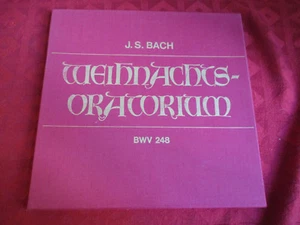 J. S. BACH
WEIHNACHTS-
ORATORIUM
BWV 248